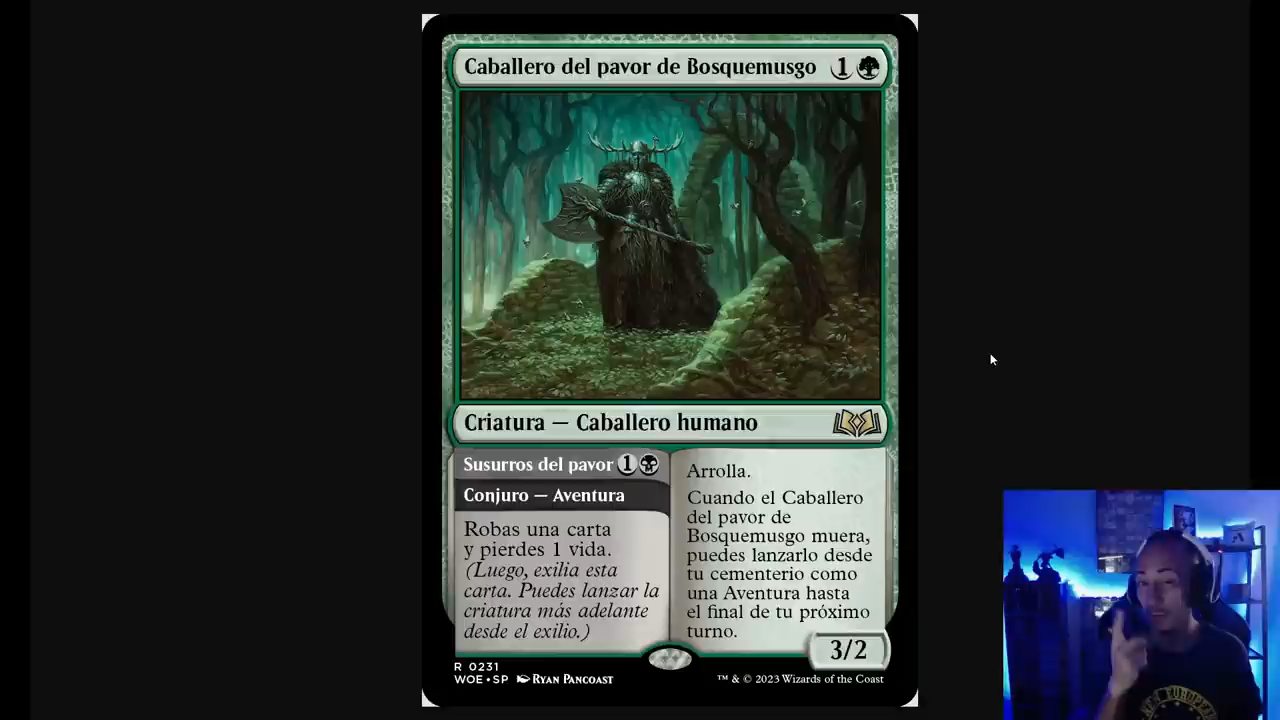 Caballero del pavor de Bosquemusgo 1
Criatura — Caballero humano
Susurros del pavor 1
Conjuro — Aventura
Robas una carta
y pierdes 1 vida.
(Luego, exilia esta
carta. Puedes lanzar la
criatura más adelante
desde el exilio.)
Arrolla.
Cuando el Caballero
del pavor de
Bosquemusgo muera,
puedes lanzarlo desde
tu cementerio como
una Aventura hasta
el final de tu próximo
turno.
3/2
R 0231
WOE • SP RYAN PANCOAST
™ & © 2023 Wizards of the Coast